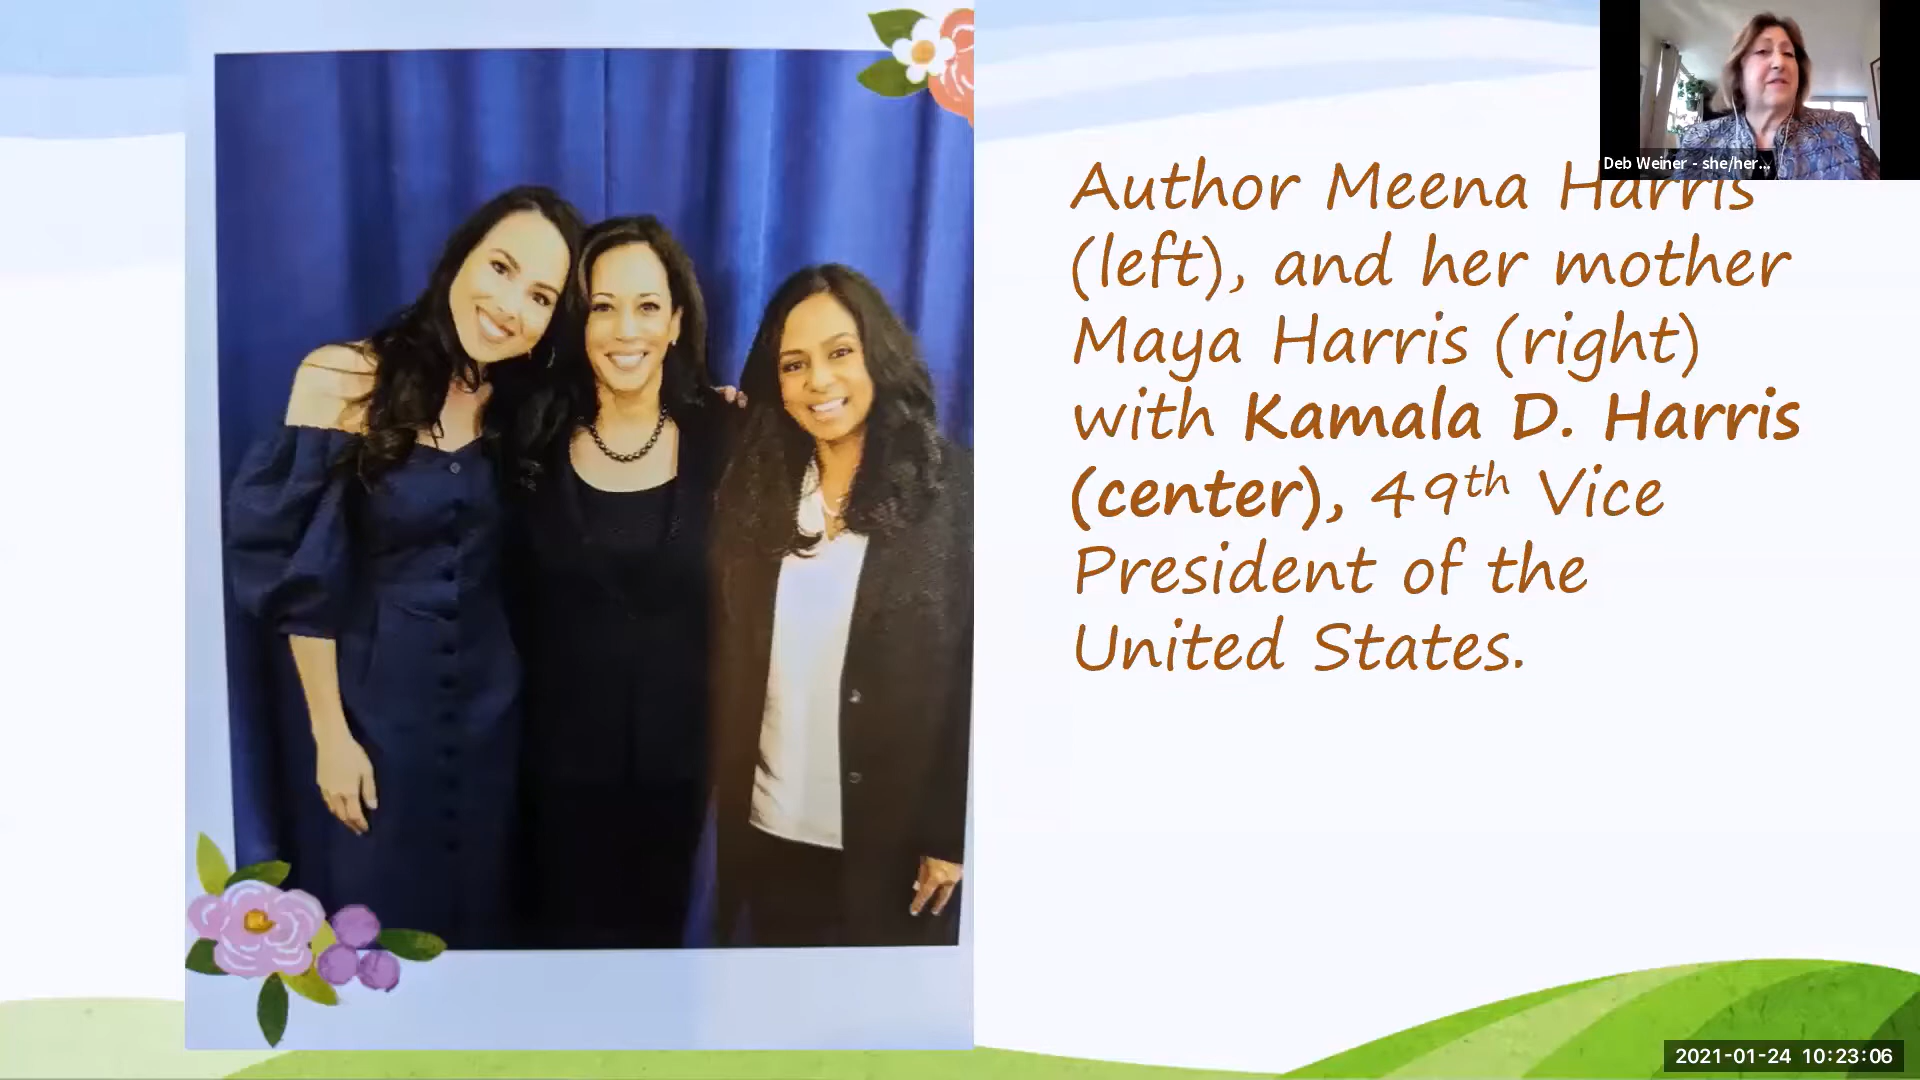 Deb Weiner - she/her...
Author Meena Harris
(left), and her mother
Maya Harris (right)
with Kamala D. Harris
(center), 49th Vice
President of the
United States.
2021-01-24 10:23:06